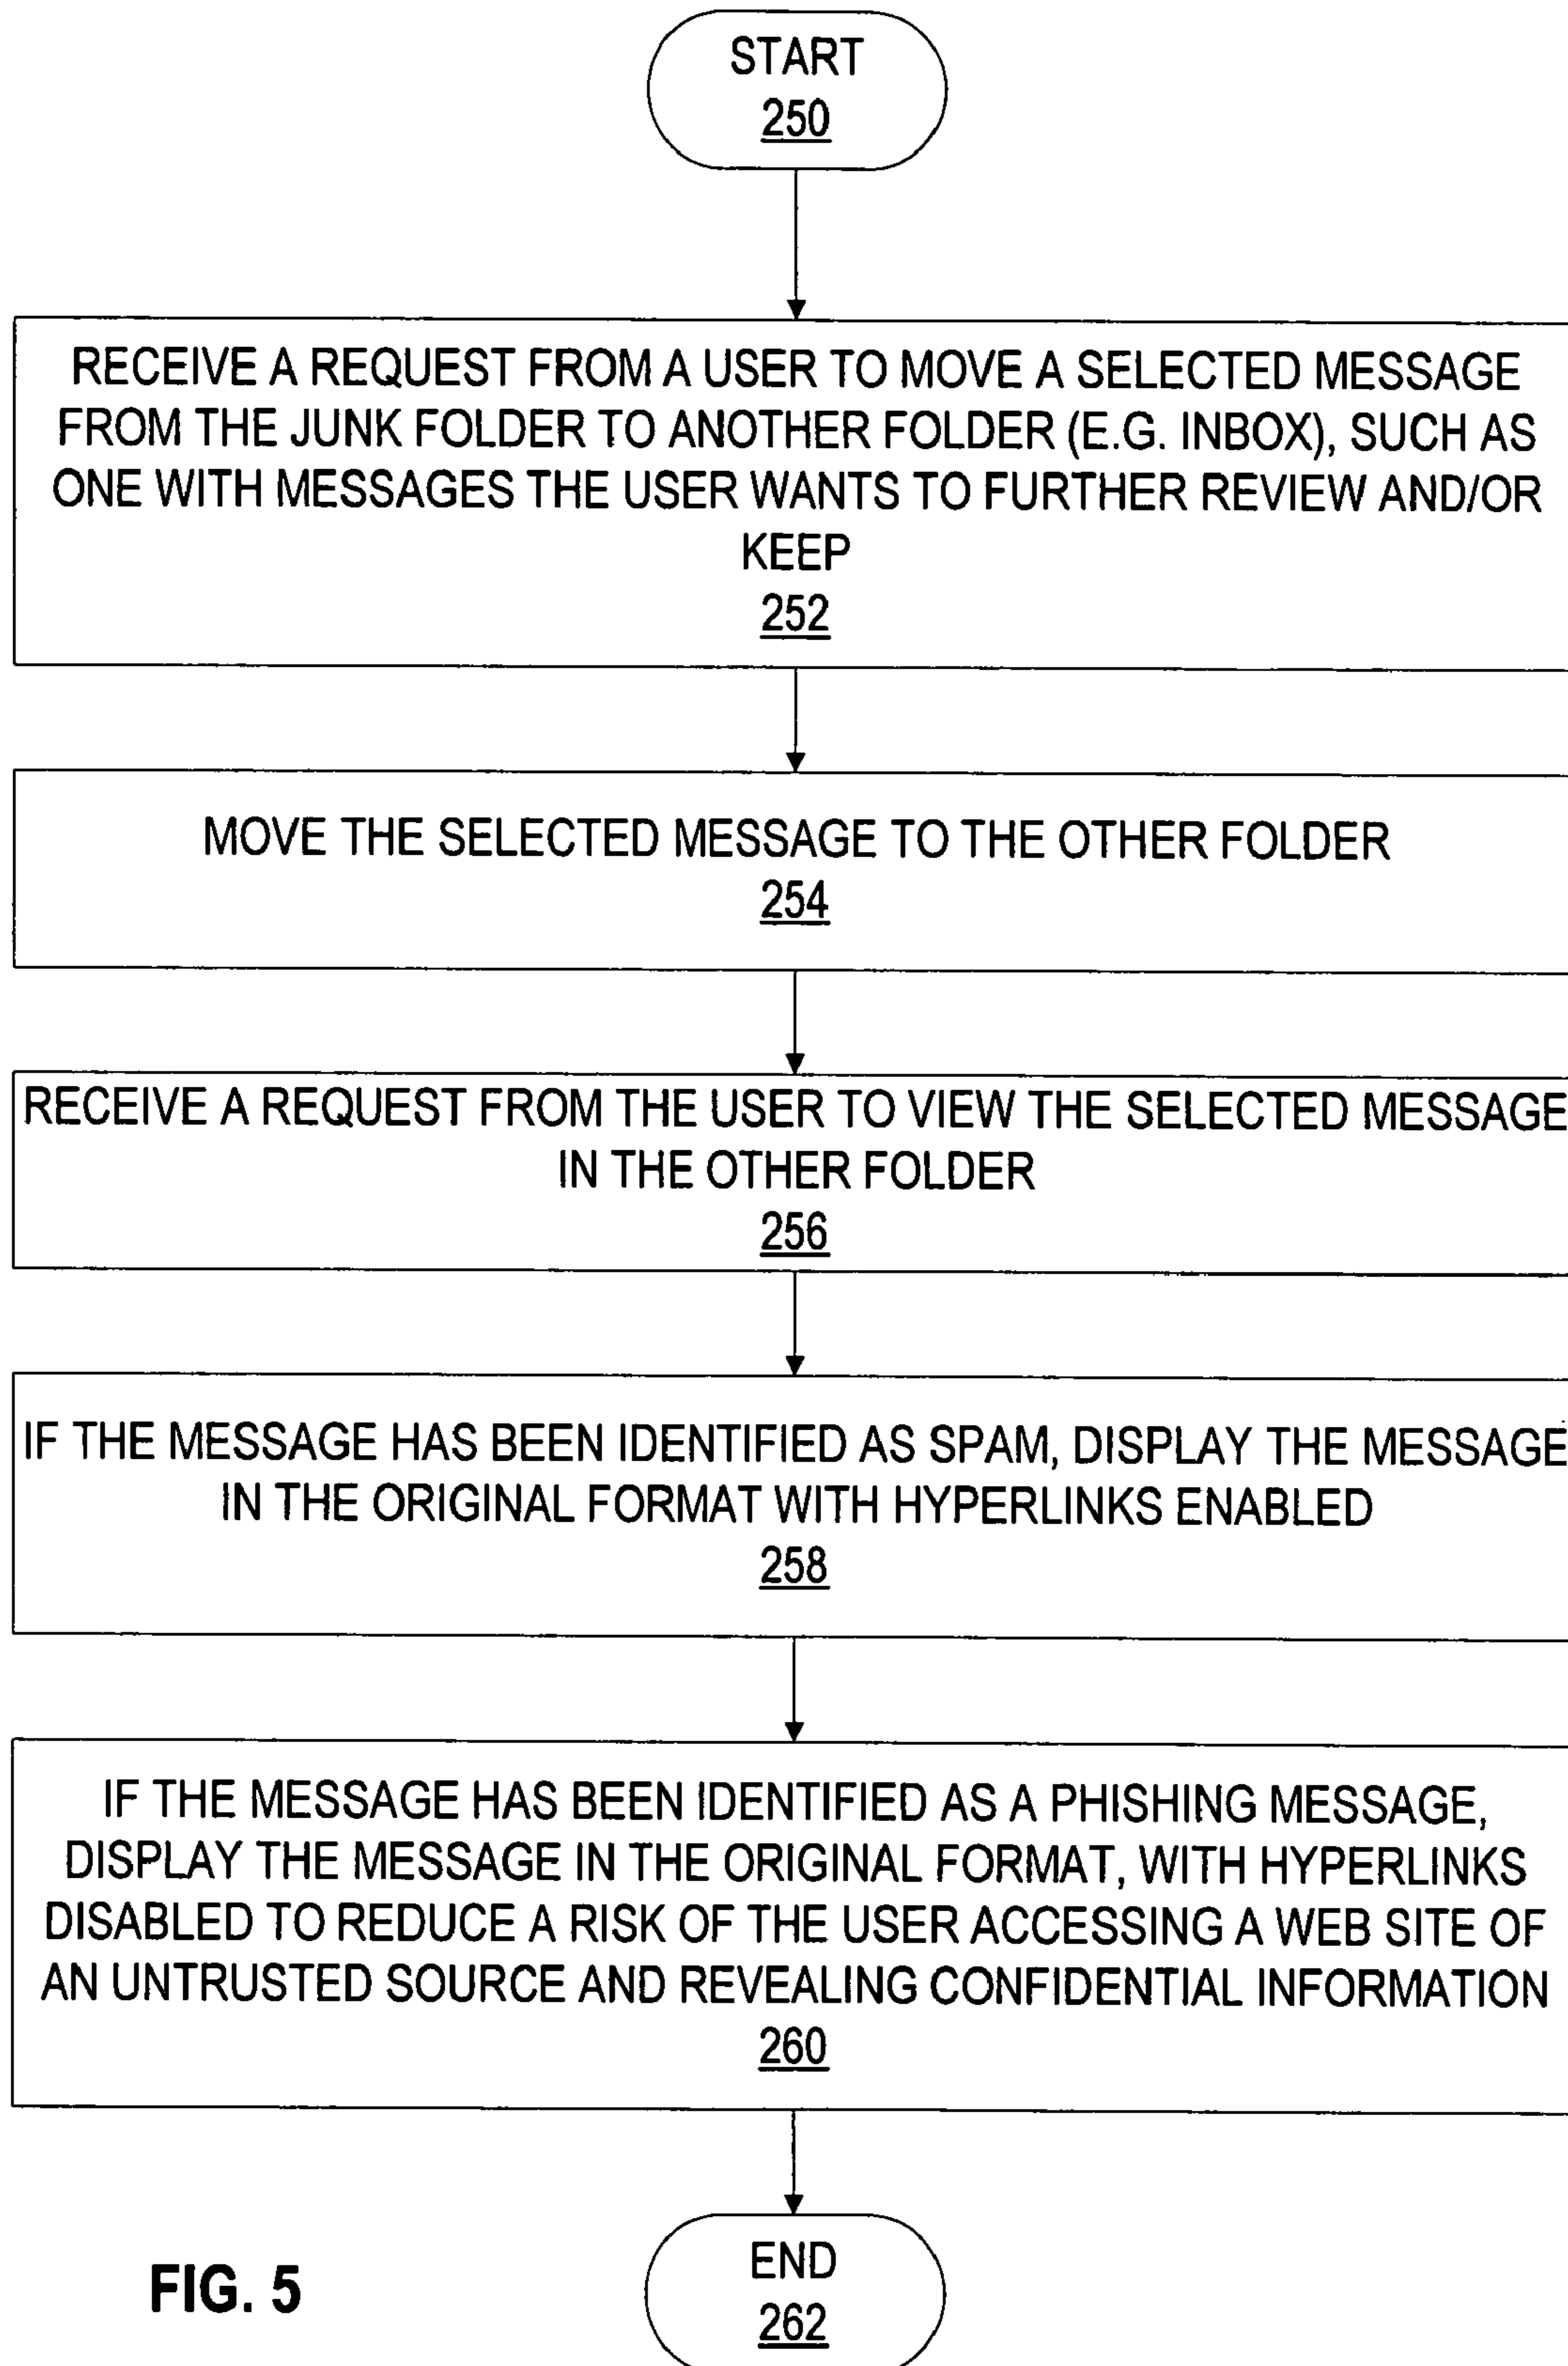 START
250
RECEIVE A REQUEST FROM A USER TO MOVE A SELECTED MESSAGE
FROM THE JUNK FOLDER TO ANOTHER FOLDER (E.G. INBOX), SUCH AS
ONE WITH MESSAGES THE USER WANTS TO FURTHER REVIEW AND/OR
KEEP
252
MOVE THE SELECTED MESSAGE TO THE OTHER FOLDER
254
RECEIVE A REQUEST FROM THE USER TO VIEW THE SELECTED MESSAGE
IN THE OTHER FOLDER
256
IF THE MESSAGE HAS BEEN IDENTIFIED AS SPAM, DISPLAY THE MESSAGE
IN THE ORIGINAL FORMAT WITH HYPERLINKS ENABLED
258
IF THE MESSAGE HAS BEEN IDENTIFIED AS A PHISHING MESSAGE,
DISPLAY THE MESSAGE IN THE ORIGINAL FORMAT, WITH HYPERLINKS
DISABLED TO REDUCE A RISK OF THE USER ACCESSING A WEB SITE OF
AN UNTRUSTED SOURCE AND REVEALING CONFIDENTIAL INFORMATION
260
END
262
FIG. 5